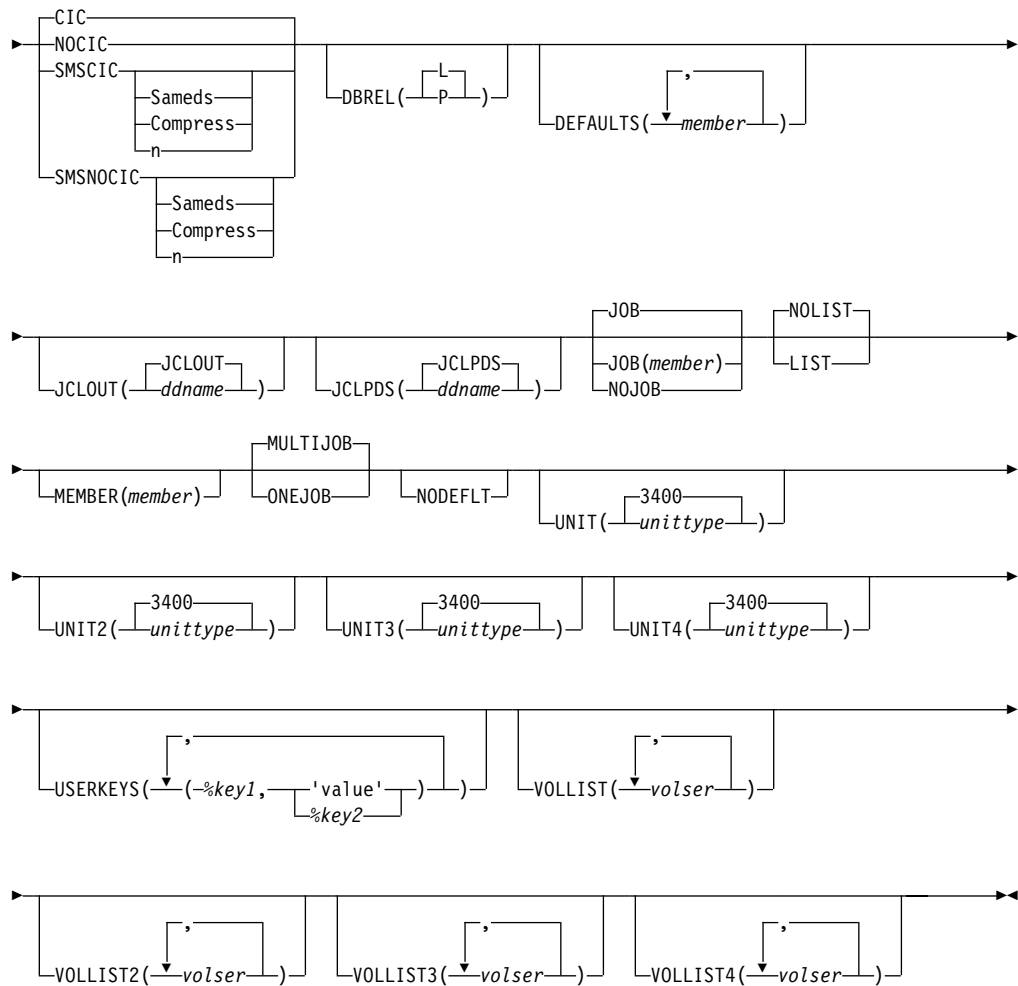 CIC
NOCIC
SMSCIC
Sameds
Compress
n
SMSNOCIC
Sameds
Compress
n
DBREL( L )
P
DEFAULTS( , member )
JCLOUT( JCLOUT )
ddname
JCLPDS( JCLPDS )
ddname
JOB
JOB(member)
NOJOB
NOLIST
LIST
MEMBER(member)
MULTIJOB
ONEJOB
NODEFLT
UNIT( 3400 )
unittype
UNIT2( 3400 )
unittype
UNIT3( 3400 )
unittype
UNIT4( 3400 )
unittype
USERKEYS( , ( %key1, 'value' ) )
%key2
VOLLIST( , volser )
VOLLIST2( , volser )
VOLLIST3( , volser )
VOLLIST4( , volser )